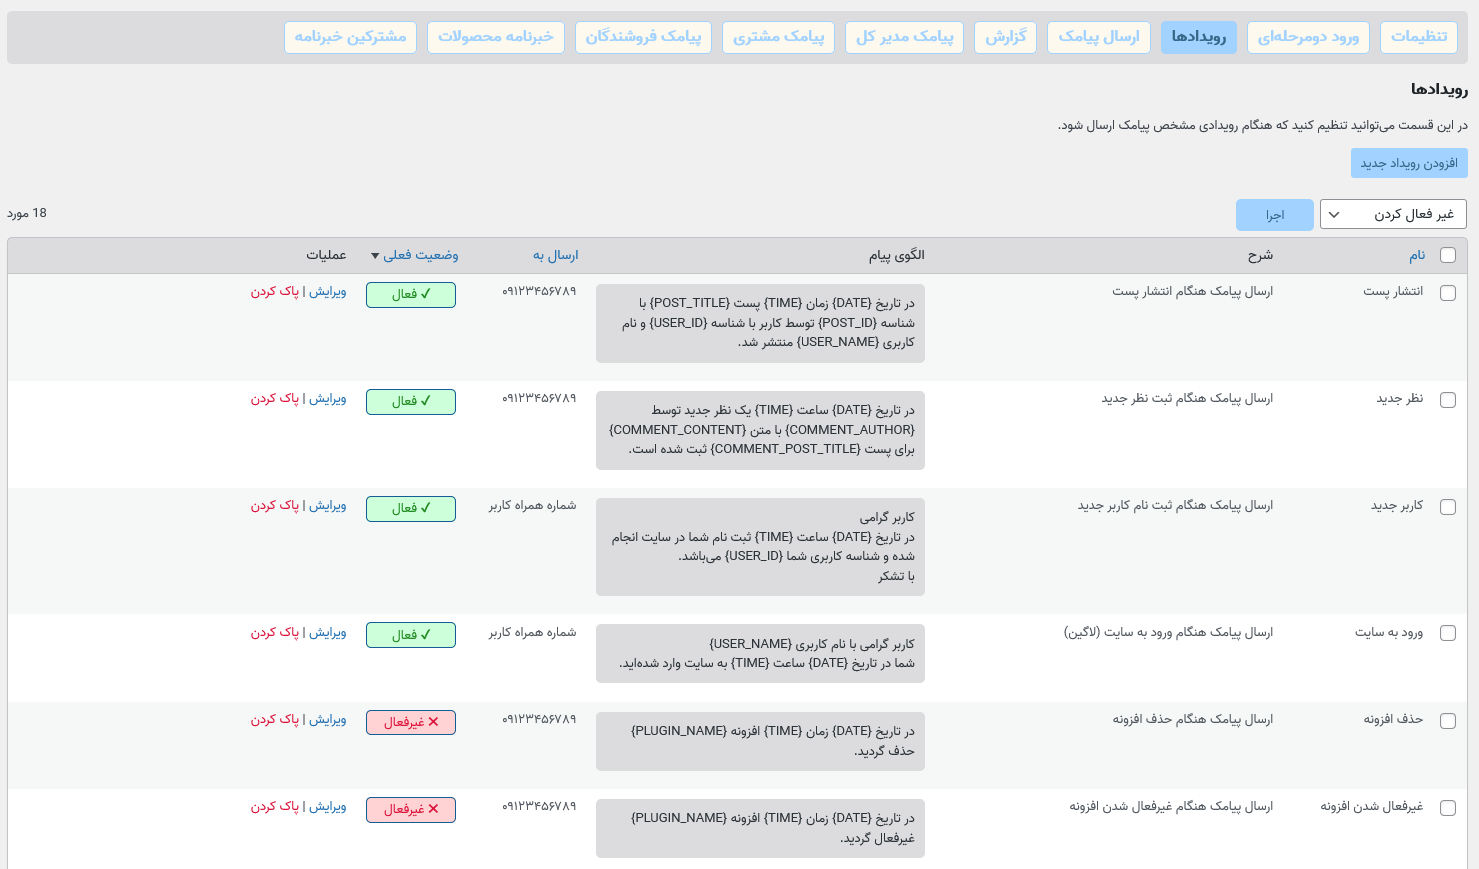 تنظیمات
ورود دومرحله‌ای
رویدادها
ارسال پیامک
گزارش
پیامک مدیر کل
پیامک مشتری
پیامک فروشندگان
خبرنامه محصولات
مشترکین خبرنامه
رویدادها
در این قسمت می‌توانید تنظیم کنید که هنگام رویدادی مشخص پیامک ارسال شود.
افزودن رویداد جدید
غیر فعال کردن
اجرا
18 مورد
نام
شرح
الگوی پیام
ارسال به
وضعیت فعلی
عملیات
انتشار پست
ارسال پیامک هنگام انتشار پست
در تاریخ {DATE} زمان {TIME} پست {POST_TITLE} با
شناسه {POST_ID} توسط کاربر با شناسه {USER_ID} و نام
کاربری {USER_NAME} منتشر شد.
۰۹۱۲۳۴۵۶۷۸۹
✓ فعال
ویرایش | پاک کردن
نظر جدید
ارسال پیامک هنگام ثبت نظر جدید
در تاریخ {DATE} ساعت {TIME} یک نظر جدید توسط
{COMMENT_AUTHOR} با متن {COMMENT_CONTENT}
برای پست {COMMENT_POST_TITLE} ثبت شده است.
۰۹۱۲۳۴۵۶۷۸۹
✓ فعال
ویرایش | پاک کردن
کاربر جدید
ارسال پیامک هنگام ثبت نام کاربر جدید
کاربر گرامی
در تاریخ {DATE} ساعت {TIME} ثبت نام شما در سایت انجام
شده و شناسه کاربری شما {USER_ID} می‌باشد.
با تشکر
شماره همراه کاربر
✓ فعال
ویرایش | پاک کردن
ورود به سایت
ارسال پیامک هنگام ورود به سایت (لاگین)
کاربر گرامی با نام کاربری {USER_NAME}
شما در تاریخ {DATE} ساعت {TIME} به سایت وارد شده‌اید.
شماره همراه کاربر
✓ فعال
ویرایش | پاک کردن
حذف افزونه
ارسال پیامک هنگام حذف افزونه
در تاریخ {DATE} زمان {TIME} افزونه {PLUGIN_NAME}
حذف گردید.
۰۹۱۲۳۴۵۶۷۸۹
✕ غیرفعال
ویرایش | پاک کردن
غیرفعال شدن افزونه
ارسال پیامک هنگام غیرفعال شدن افزونه
در تاریخ {DATE} زمان {TIME} افزونه {PLUGIN_NAME}
غیرفعال گردید.
۰۹۱۲۳۴۵۶۷۸۹
✕ غیرفعال
ویرایش | پاک کردن